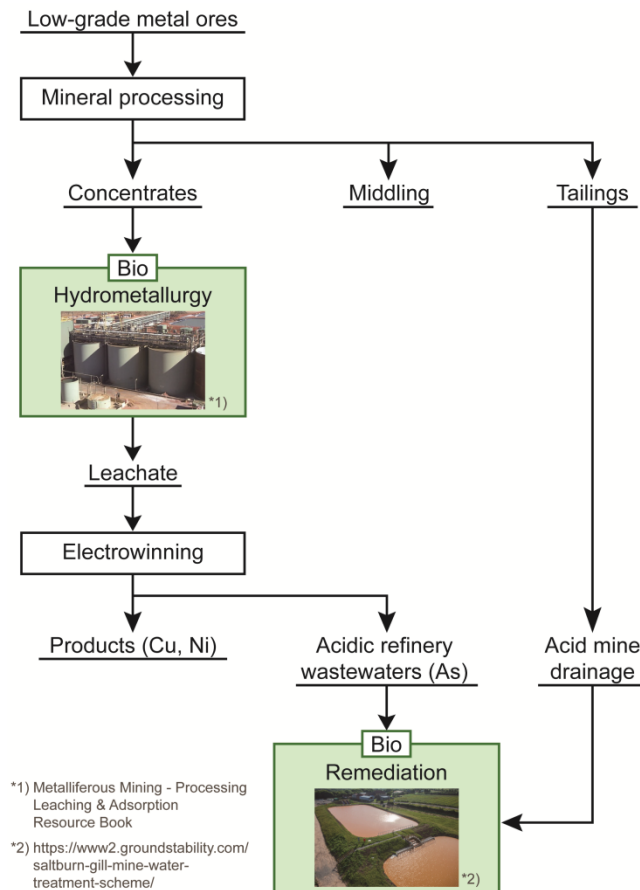 Low-grade metal ores
Mineral processing
Concentrates
Middling
Tailings
Bio
Hydrometallurgy
*1)
Leachate
Electrowinning
Products (Cu, Ni)
Acidic refinery
wastewaters (As)
Acid mine
drainage
Bio
Remediation
*2)
*1) Metalliferous Mining - Processing
Leaching & Adsorption
Resource Book
*2) https://www2.groundstability.com/
saltburn-gill-mine-water-
treatment-scheme/